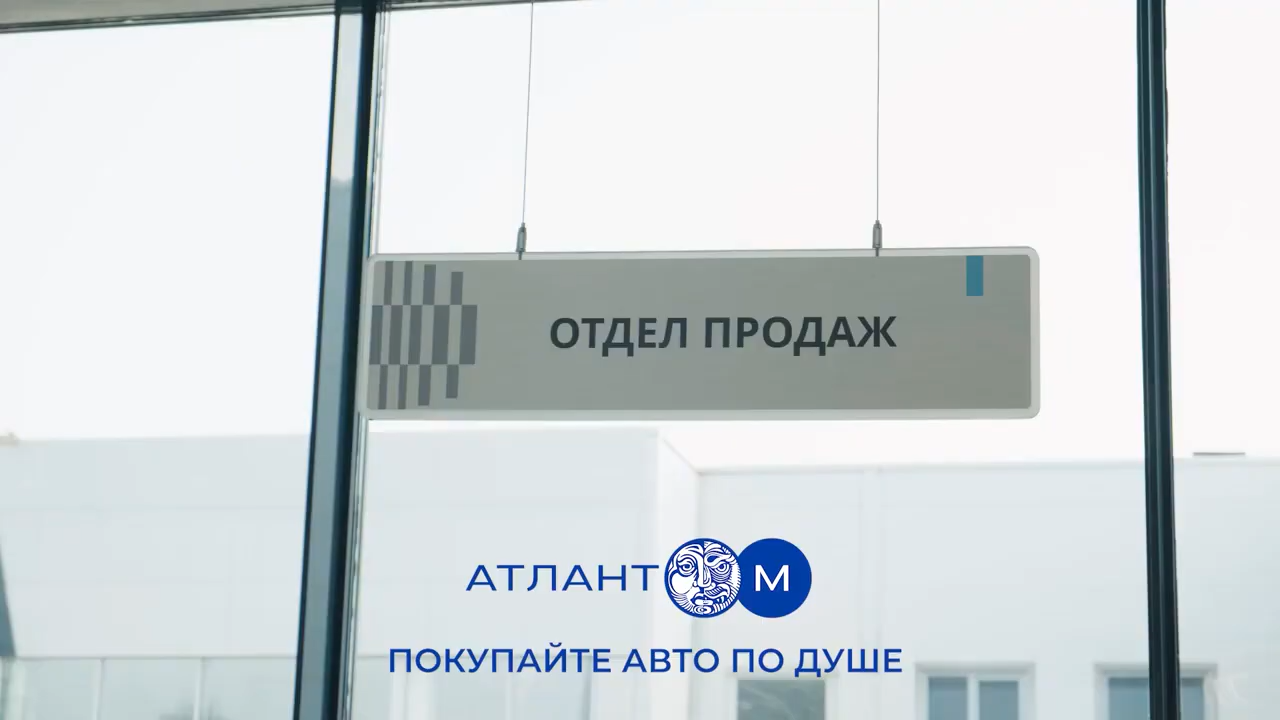 ОТДЕЛ ПРОДАЖ
АТЛАНТ М
ПОКУПАЙТЕ АВТО ПО ДУШЕ